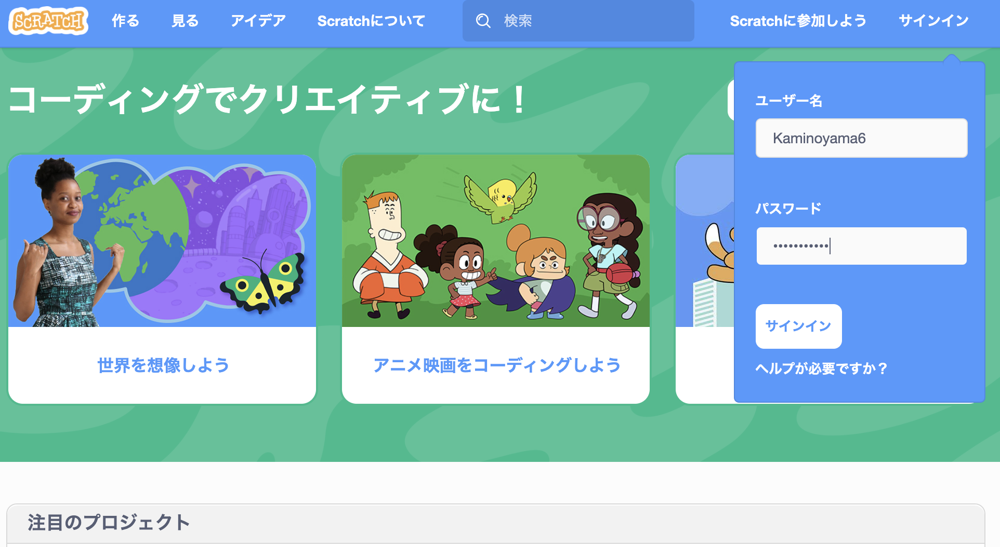 SCRATCH 作る 見る アイデア Scratchについて 検索 Scratchに参加しよう サインイン
コーディングでクリエイティブに！
世界を想像しよう
アニメ映画をコーディングしよう
ユーザー名
Kaminoyama6
パスワード
•••••••••••
サインイン
ヘルプが必要ですか？
注目のプロジェクト